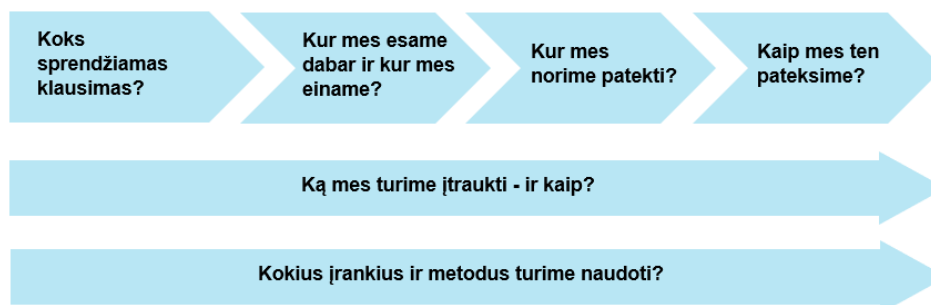 Koks
sprendžiamas
klausimas?
Kur mes esame
dabar ir kur mes
einame?
Kur mes
norime patekti?
Kaip mes ten
pateksime?
Ką mes turime įtraukti - ir kaip?
Kokius įrankius ir metodus turime naudoti?